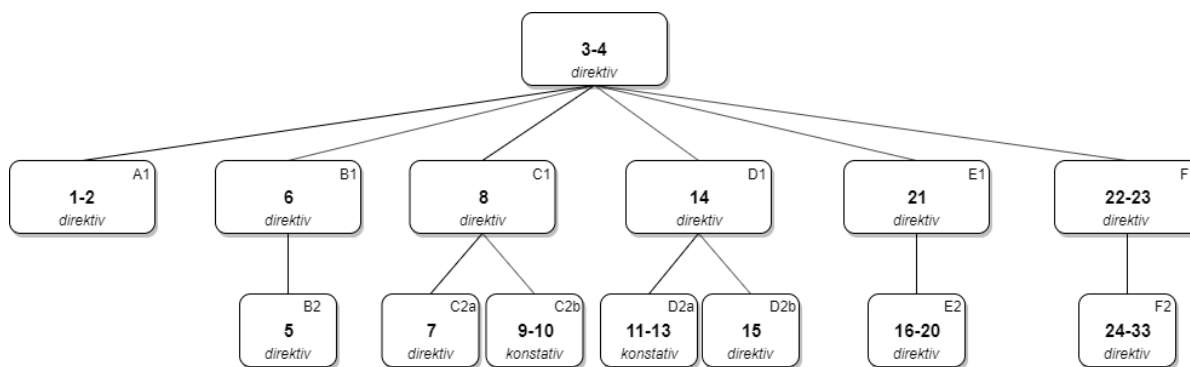 3-4
direktiv
A1
1-2
direktiv
B1
6
direktiv
C1
8
direktiv
D1
14
direktiv
E1
21
direktiv
F
22-23
direktiv
B2
5
direktiv
C2a
7
direktiv
C2b
9-10
konstativ
D2a
11-13
konstativ
D2b
15
direktiv
E2
16-20
direktiv
F2
24-33
direktiv